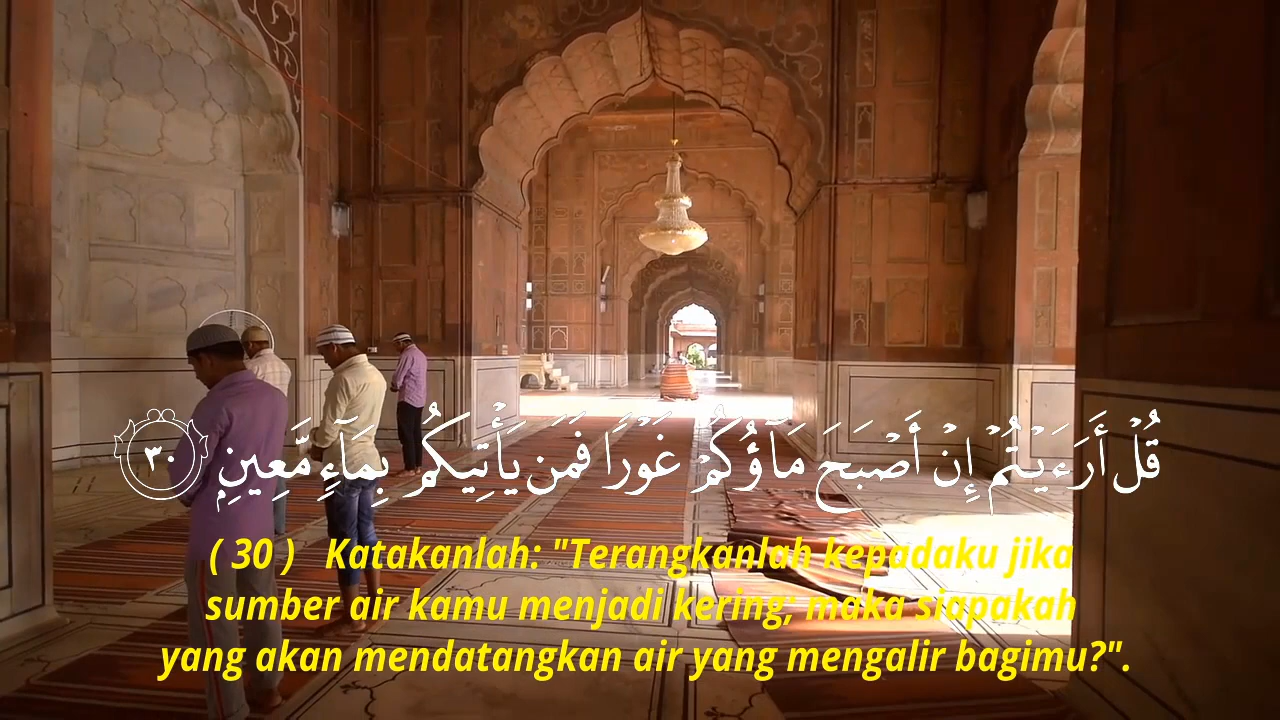 قُلْ أَرَءَيْتُمْ إِنْ أَصْبَحَ مَآؤُكُمْ غَوْرًا فَمَن يَأْتِيكُم بِمَآءٍ مَّعِينٍۭ ٣٠
( 30 ) Katakanlah: "Terangkanlah kepadaku jika
sumber air kamu menjadi kering; maka siapakah
yang akan mendatangkan air yang mengalir bagimu?".